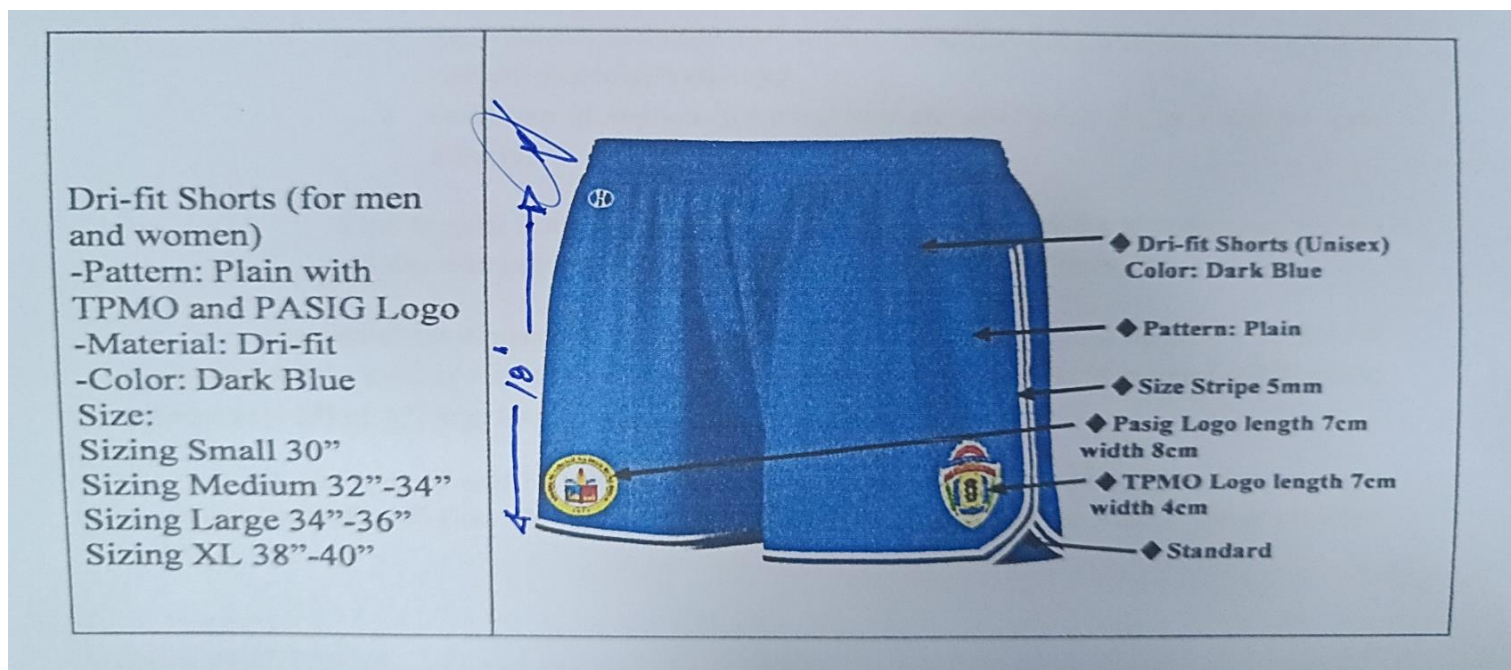 Dri-fit Shorts (for men
and women)
-Pattern: Plain with
TPMO and PASIG Logo
-Material: Dri-fit
-Color: Dark Blue
Size:
Sizing Small 30”
Sizing Medium 32”-34”
Sizing Large 34”-36”
Sizing XL 38”-40”
18'
H
◆ Dri-fit Shorts (Unisex)
Color: Dark Blue
◆ Pattern: Plain
◆ Size Stripe 5mm
◆ Pasig Logo length 7cm
width 8cm
◆ TPMO Logo length 7cm
width 4cm
◆ Standard